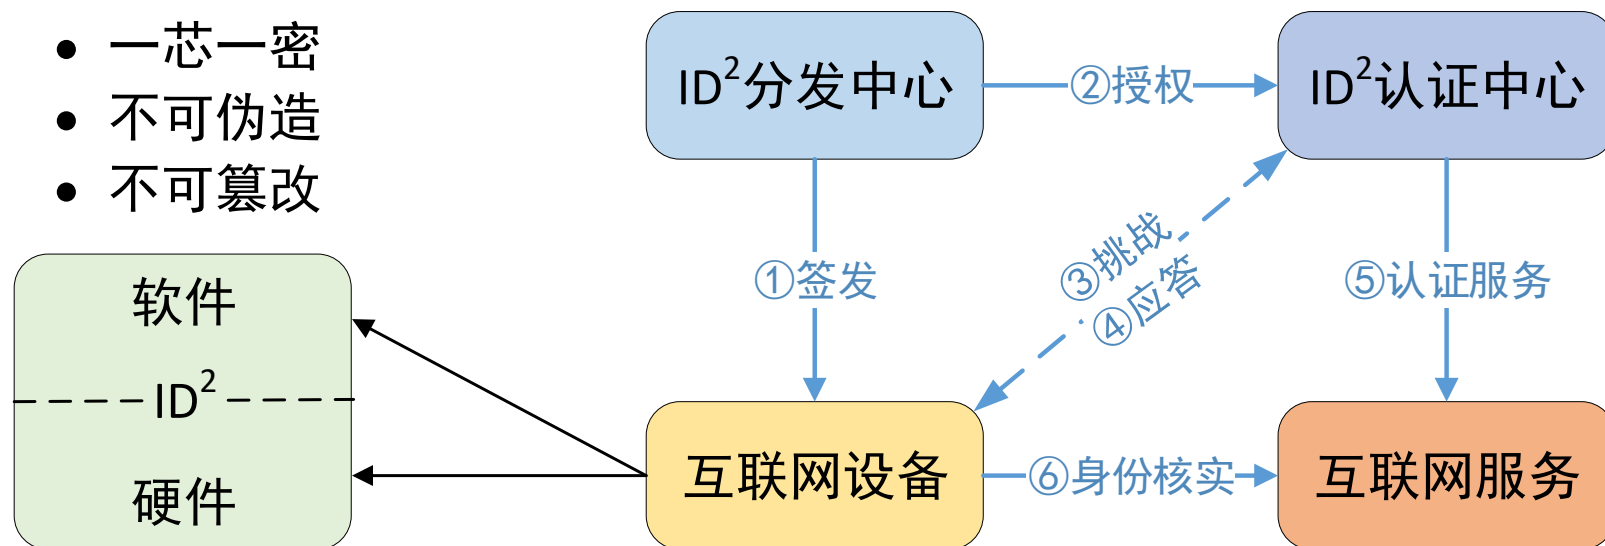 • 一芯一密
• 不可伪造
• 不可篡改
ID²分发中心
②授权
ID²认证中心
①签发
③挑战
④应答
⑤认证服务
软件
ID²
硬件
互联网设备
⑥身份核实
互联网服务